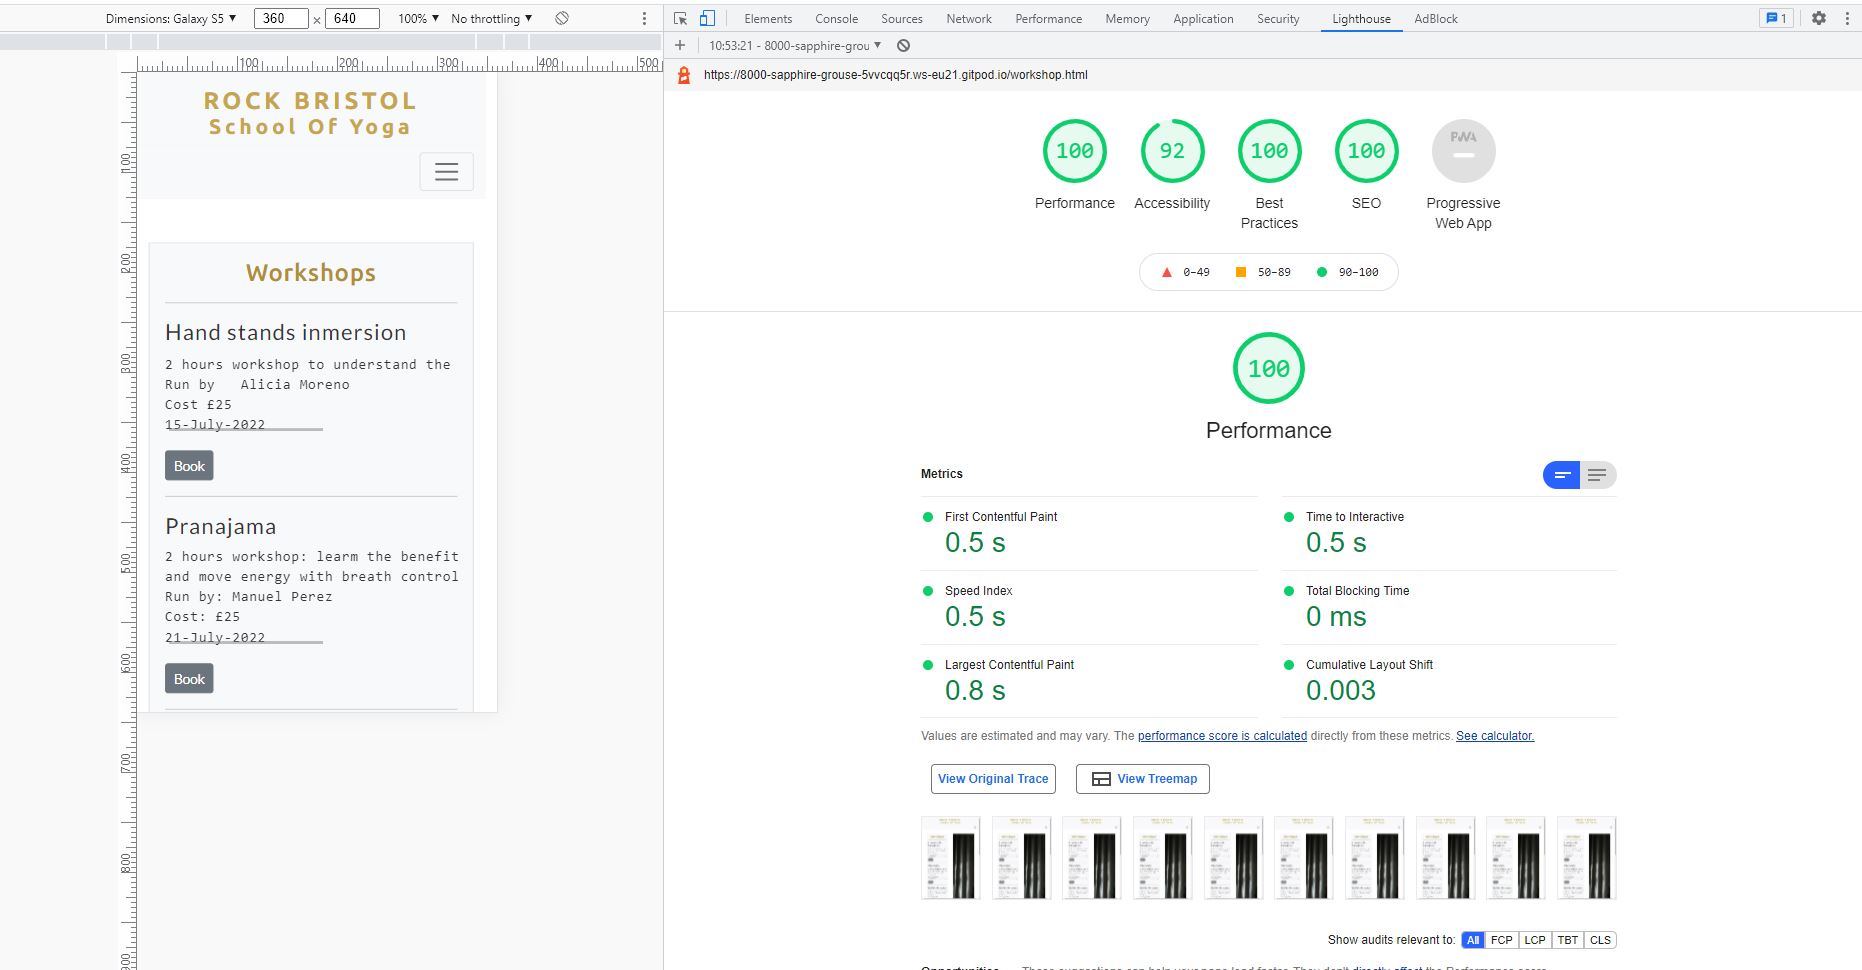 Dimensions: Galaxy S5 ▼ 360 × 640 100% ▼ No throttling ▼
Elements Console Sources Network Performance Memory Application Security Lighthouse AdBlock 1
10:53:21 - 8000-sapphire-grou ▼
https://8000-sapphire-grouse-5vvcqq5r.ws-eu21.gitpod.io/workshop.html
100 200 300 400 500
100
200
300
400
500
600
700
800
900
ROCK BRISTOL
School Of Yoga
Workshops
Hand stands inmersion
2 hours workshop to understand the
Run by Alicia Moreno
Cost £25
15-July-2022
Book
Pranajama
2 hours workshop: learm the benefit
and move energy with breath control
Run by: Manuel Perez
Cost: £25
21-July-2022
Book
100 92 100 100 PWA
Performance Accessibility Best Practices SEO Progressive Web App
0–49 50–89 90–100
100
Performance
Metrics
First Contentful Paint
0.5 s
Time to Interactive
0.5 s
Speed Index
0.5 s
Total Blocking Time
0 ms
Largest Contentful Paint
0.8 s
Cumulative Layout Shift
0.003
Values are estimated and may vary. The performance score is calculated directly from these metrics. See calculator.
View Original Trace View Treemap
Show audits relevant to: All FCP LCP TBT CLS